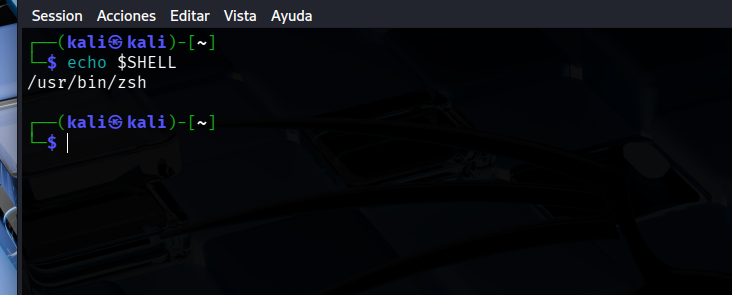 Session Acciones Editar Vista Ayuda
┌──(kali㉿kali)-[~]
└─$ echo $SHELL
/usr/bin/zsh
┌──(kali㉿kali)-[~]
└─$